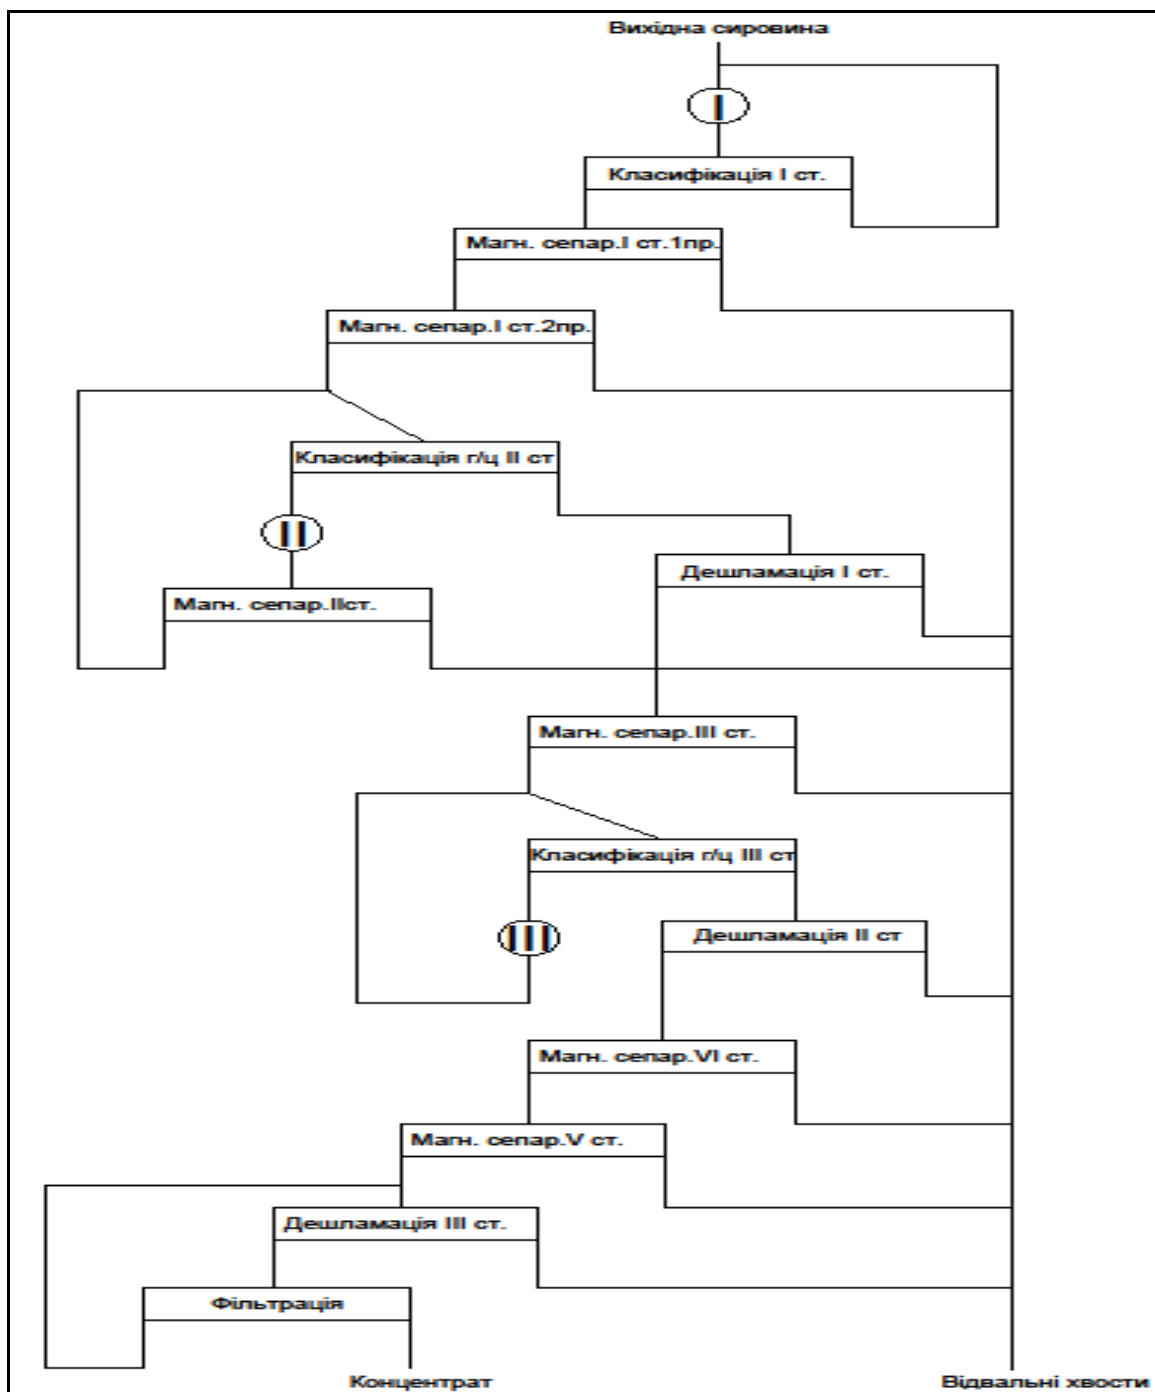 Вихідна сировина
I
Класифікація I ст.
Магн. сепар.I ст.1пр.
Магн. сепар.I ст.2пр.
Класифікація г/ц II ст
II
Дешламація I ст.
Магн. сепар.IIст.
Магн. сепар.III ст.
Класифікація г/ц III ст
III
Дешламація II ст
Магн. сепар.VI ст.
Магн. сепар.V ст.
Дешламація III ст.
Фільтрація
Концентрат
Відвальні хвости